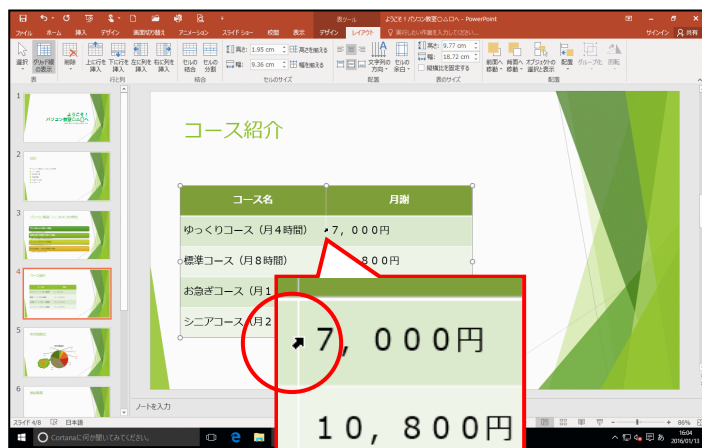 表ツール
ようこそ!パソコン教室○△□へ - PowerPoint
ファイル ホーム 挿入 デザイン 画面切り替え アニメーション スライド ショー 校閲 表示 デザイン レイアウト 実行したい作業を入力してください... サインイン 共有
選択 グリッド線の表示 削除 上に行を挿入 下に行を挿入 左に列を挿入 右に列を挿入 セルの結合 セルの分割 高さ: 1.95 cm 高さを揃える 文字列の方向 セルの余白 高さ: 9.77 cm 前面へ移動 背面へ移動 オブジェクトの選択と表示 配置 グループ化 回転
幅: 9.36 cm 幅を揃える 幅: 18.72 cm
縦横比を固定する
表 行と列 結合 セルのサイズ 配置 表のサイズ 配置
1
ようこそ!
パソコン教室○△□へ
2
3
4
5
6
コース紹介
コース名 月謝
ゆっくりコース(月4時間) 7,000円
標準コース(月8時間) 800円
お急ぎコース(月1
シニアコース(月2
7,000円
10,800円
ノートを入力
スライド 4/8 日本語 86%
Cortanaに何か聞いてみてください。 あ 16:04
2016/01/13